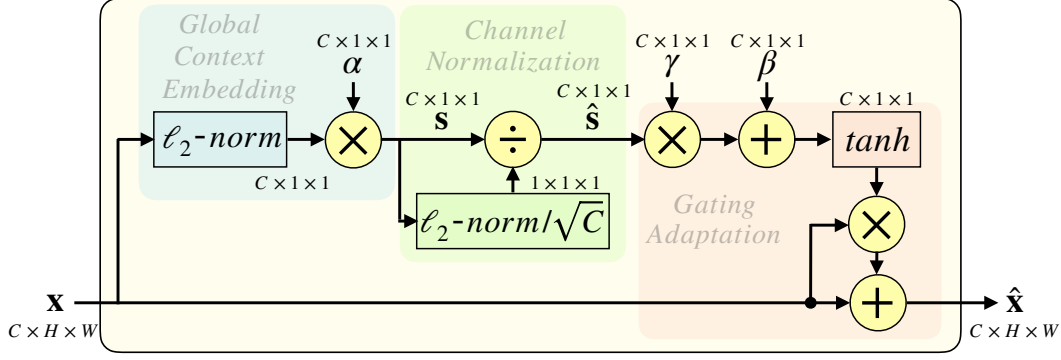 Global
Context
Embedding
Channel
Normalization
C × 1 × 1
α
C × 1 × 1
γ
C × 1 × 1
β
C × 1 × 1
s
C × 1 × 1
ŝ
C × 1 × 1
ℓ₂-norm
×
÷
×
+
tanh
C × 1 × 1
1 × 1 × 1
ℓ₂-norm/√C
Gating
Adaptation
×
x
+
x̂
C × H × W
C × H × W